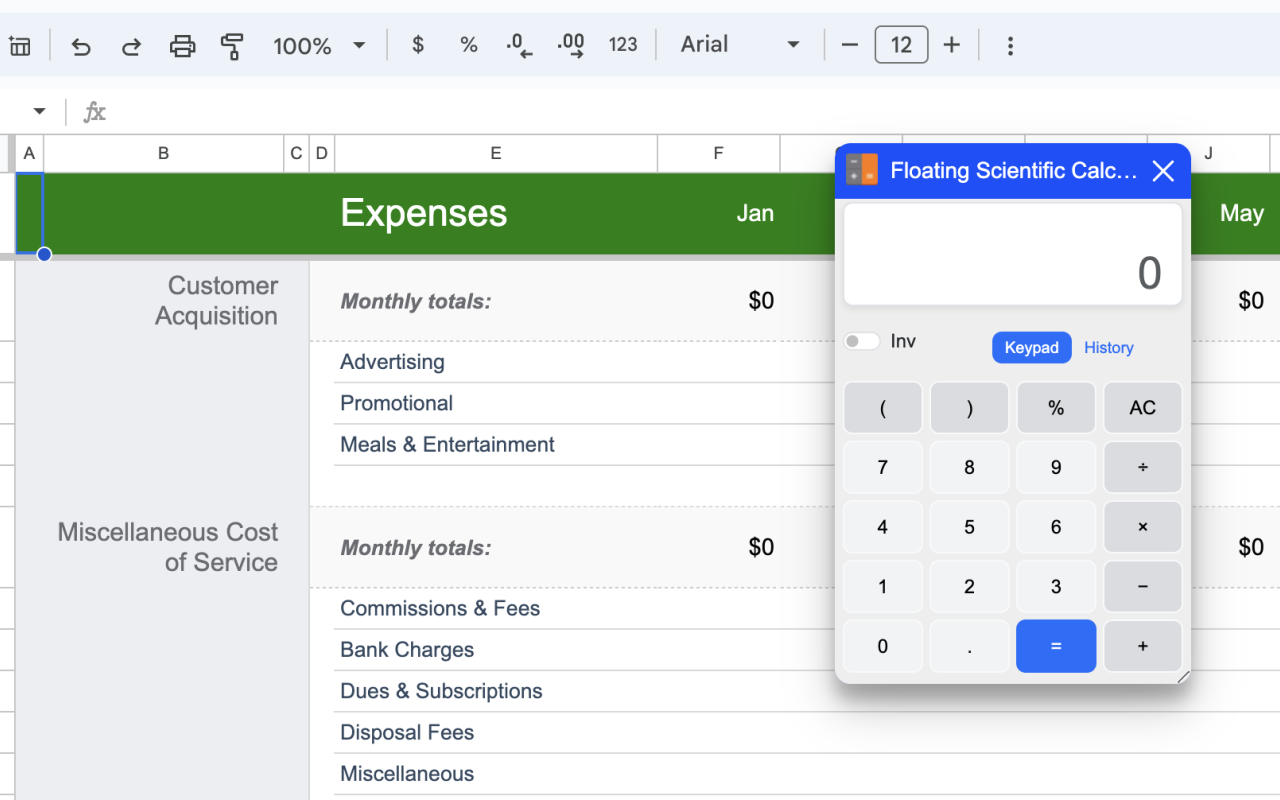 100% $ % .0 .00 123 Arial 12
fx
A B C D E F J
Expenses Jan May
Customer
Acquisition
Monthly totals: $0 $0
Advertising
Promotional
Meals & Entertainment
Miscellaneous Cost
of Service
Monthly totals: $0 $0
Commissions & Fees
Bank Charges
Dues & Subscriptions
Disposal Fees
Miscellaneous
Floating Scientific Calc...
0
Inv Keypad History
( ) % AC
7 8 9 ÷
4 5 6 ×
1 2 3 −
0 . = +